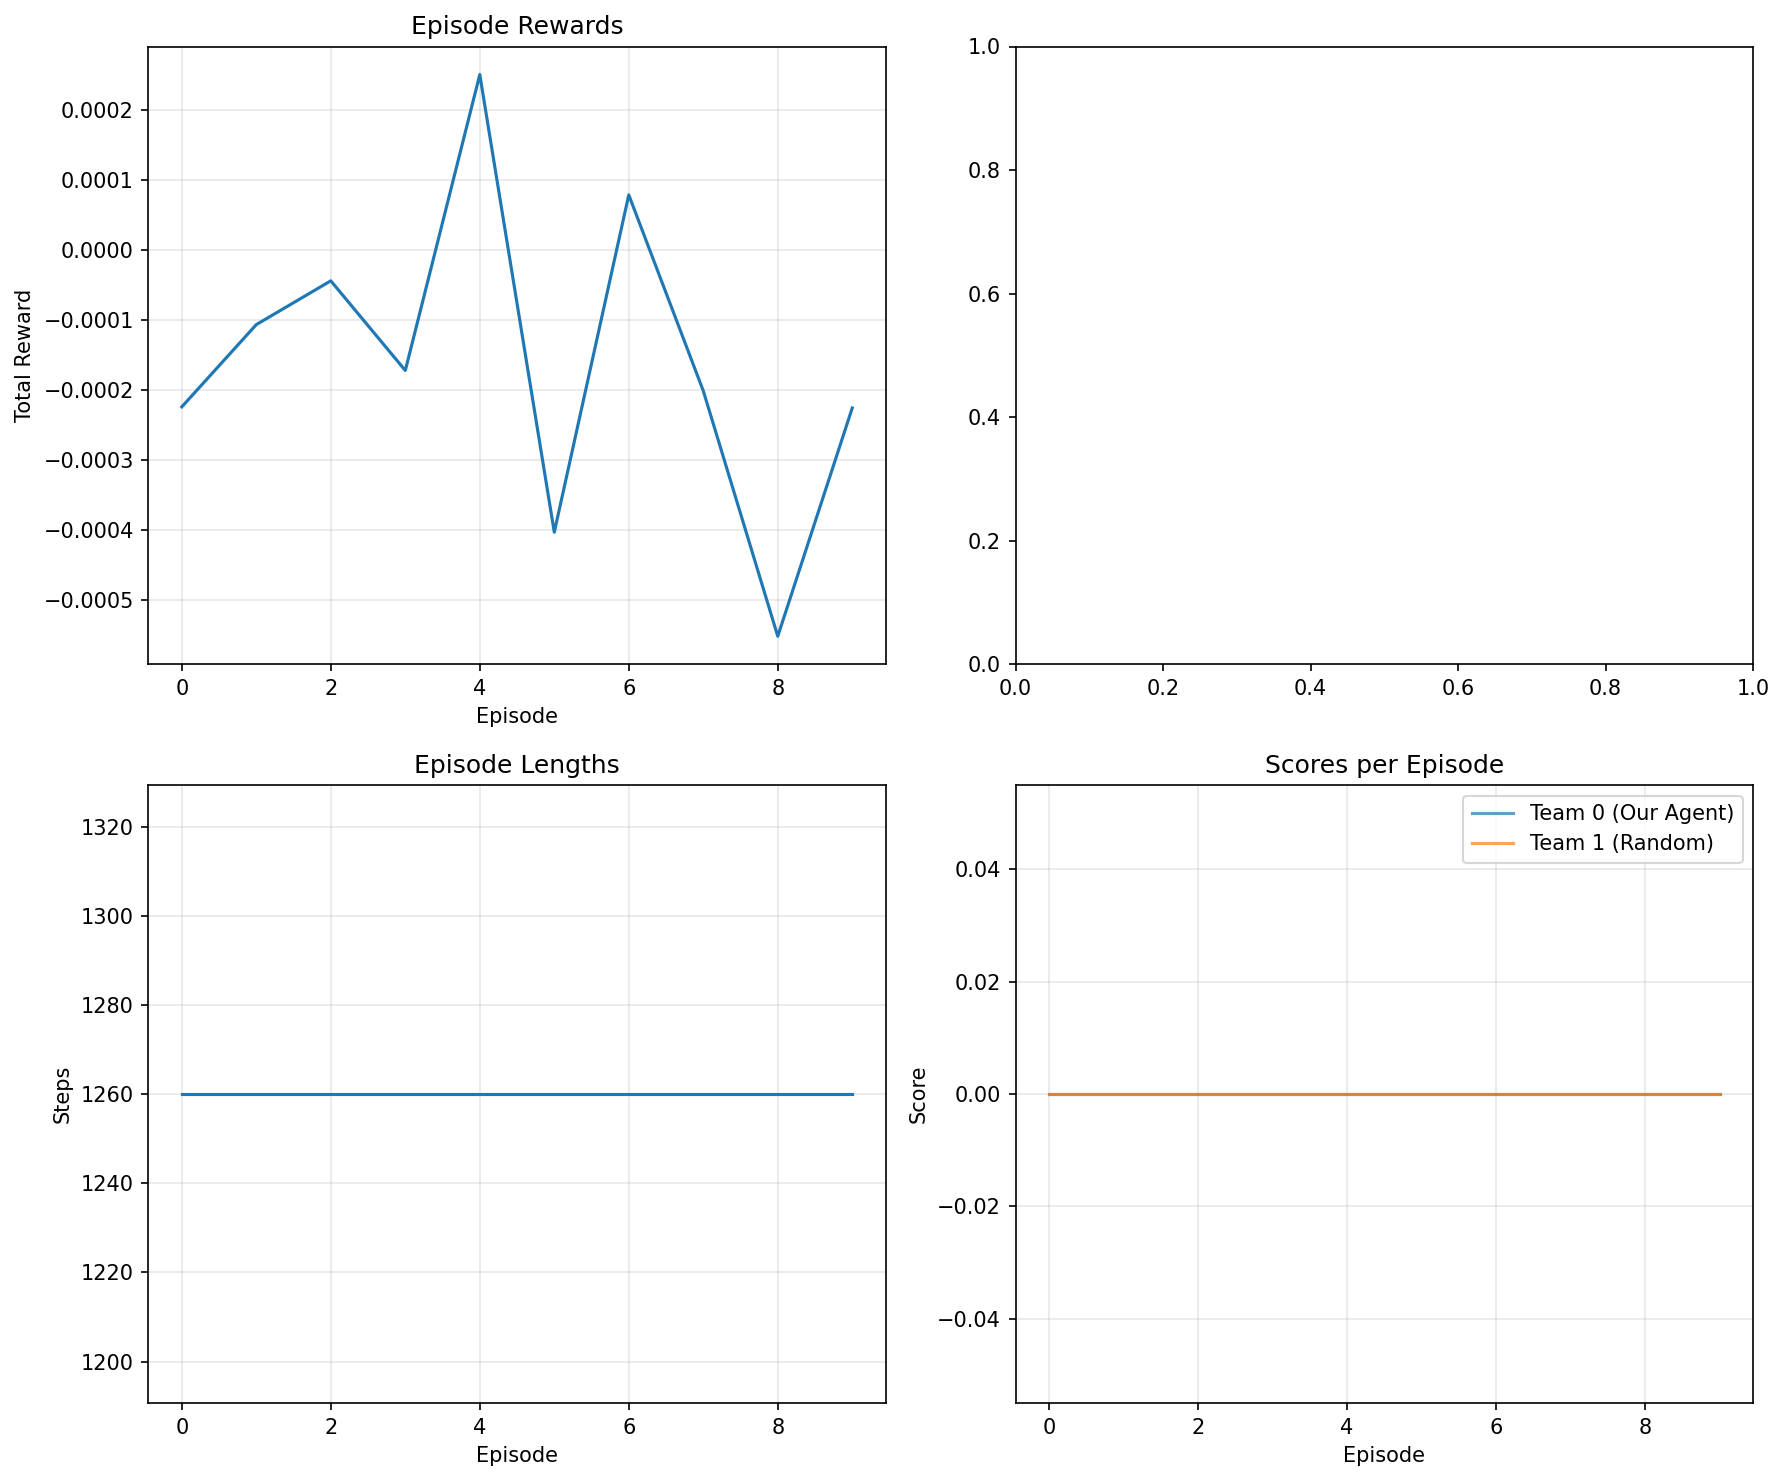 Episode Rewards
Total Reward
0.0002
0.0001
0.0000
−0.0001
−0.0002
−0.0003
−0.0004
−0.0005
0 2 4 6 8
Episode
1.0
0.8
0.6
0.4
0.2
0.0
0.0 0.2 0.4 0.6 0.8 1.0
Episode Lengths
Steps
1320
1300
1280
1260
1240
1220
1200
0 2 4 6 8
Episode
Scores per Episode
Team 0 (Our Agent)
Team 1 (Random)
Score
0.04
0.02
0.00
−0.02
−0.04
0 2 4 6 8
Episode